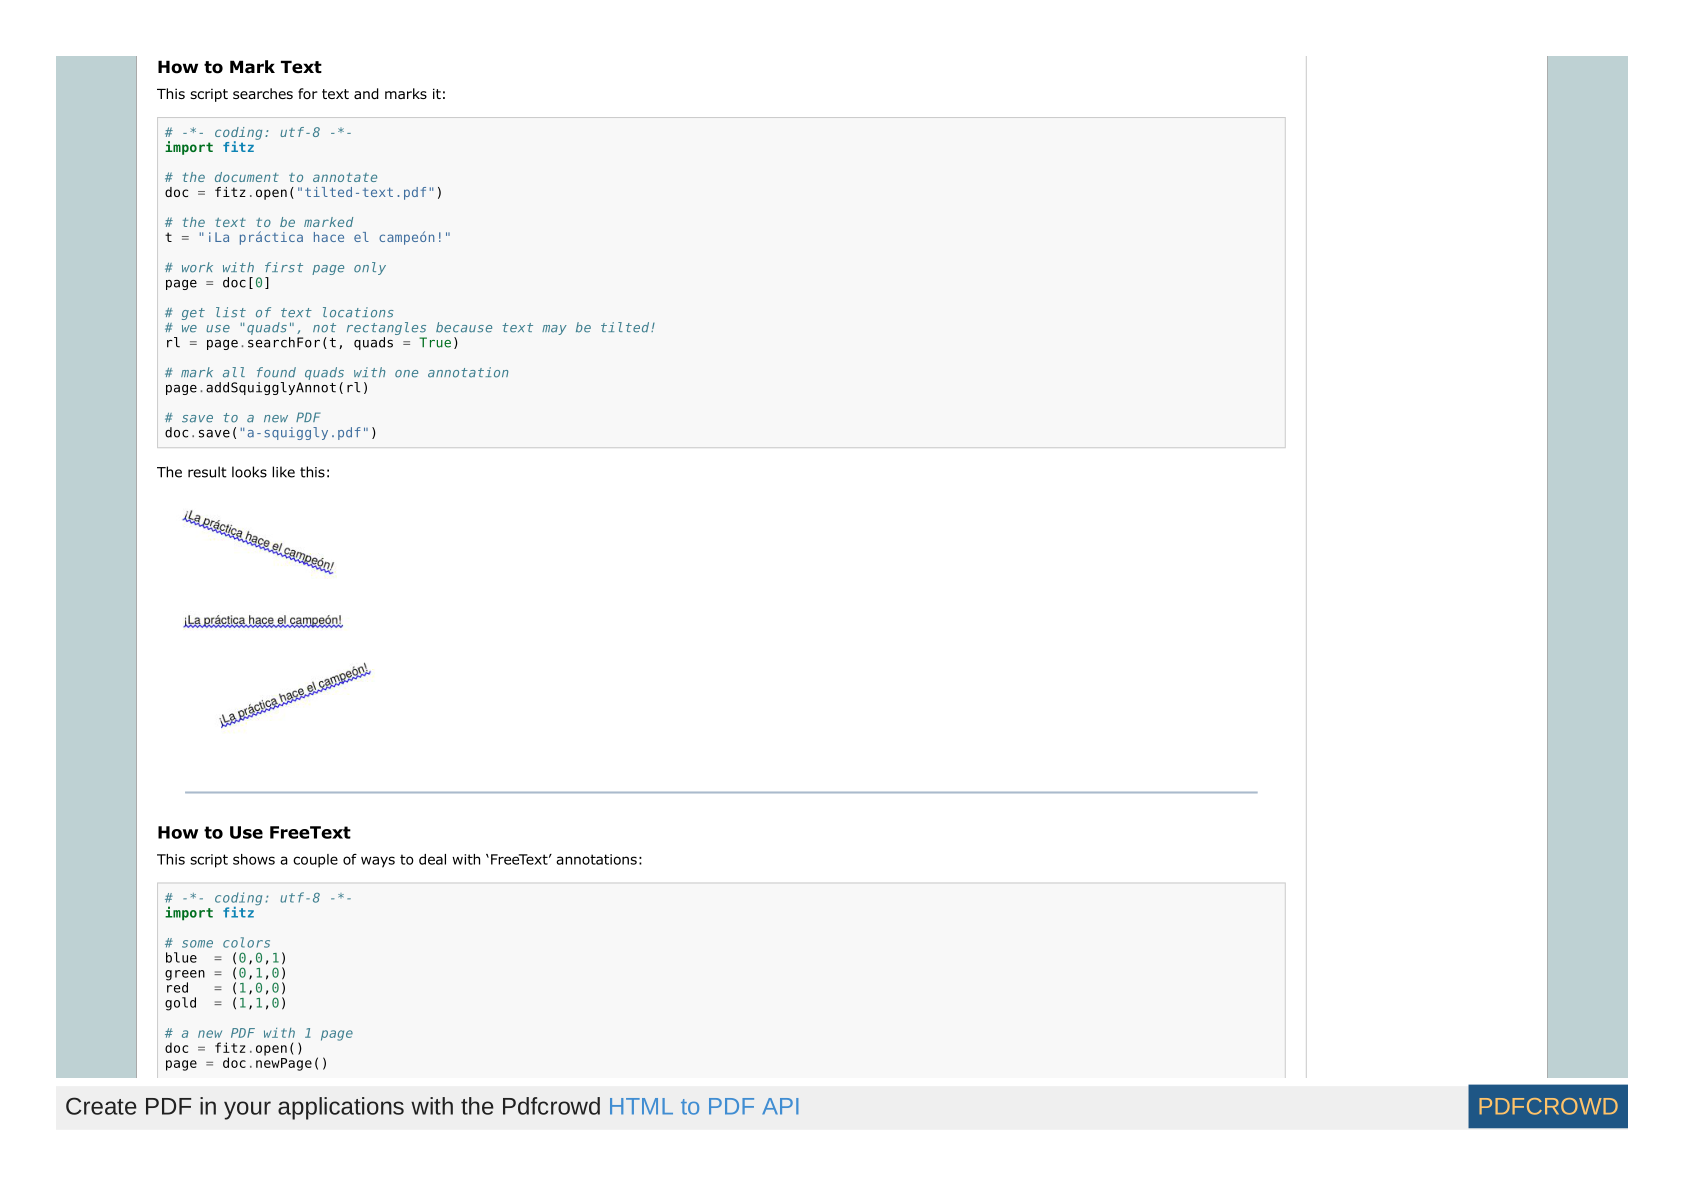 How to Mark Text
This script searches for text and marks it:
# -*- coding: utf-8 -*-
import fitz
# the document to annotate
doc = fitz.open("tilted-text.pdf")
# the text to be marked
t = "¡La práctica hace el campeón!"
# work with first page only
page = doc[0]
# get list of text locations
# we use "quads", not rectangles because text may be tilted!
rl = page.searchFor(t, quads = True)
# mark all found quads with one annotation
page.addSquigglyAnnot(rl)
# save to a new PDF
doc.save("a-squiggly.pdf")
The result looks like this:
¡La práctica hace el campeón!
¡La práctica hace el campeón!
¡La práctica hace el campeón!
How to Use FreeText
This script shows a couple of ways to deal with ‘FreeText’ annotations:
# -*- coding: utf-8 -*-
import fitz
# some colors
blue  = (0,0,1)
green = (0,1,0)
red   = (1,0,0)
gold  = (1,1,0)
# a new PDF with 1 page
doc = fitz.open()
page = doc.newPage()
Create PDF in your applications with the Pdfcrowd HTML to PDF API
PDFCROWD